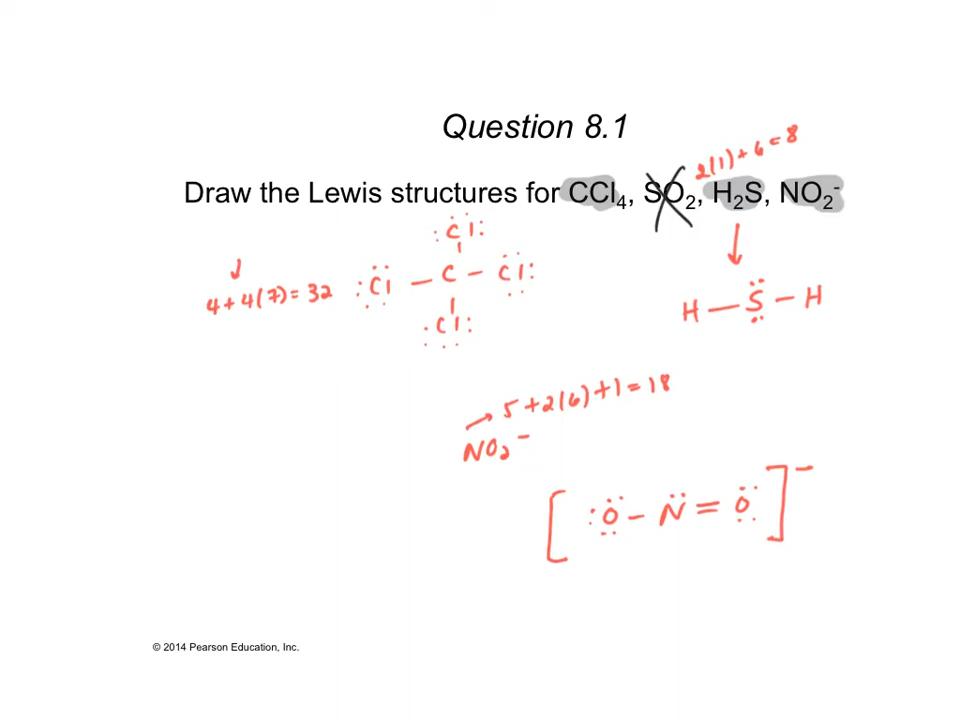 Question 8.1
2(1) + 6 = 8
Draw the Lewis structures for CCl4, SO2, H2S, NO2-
:Cl:
4 + 4(7) = 32
:Cl — C — Cl:
H — S — H
Cl:
5 + 2(6) + 1 = 18
NO2 -
[ :O — N = O ] -
© 2014 Pearson Education, Inc.